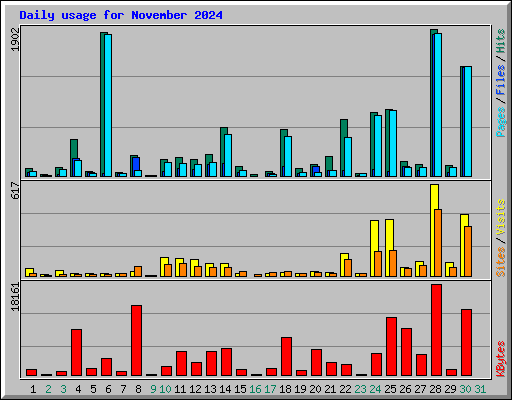 Daily usage for November 2024
1902
Pages / Files / Hits
617
Sites / Visits
18161
KBytes
1 2 3 4 5 6 7 8 9 10 11 12 13 14 15 16 17 18 19 20 21 22 23 24 25 26 27 28 29 30 31